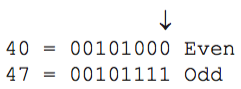 ↓
40 = 00101000 Even
47 = 00101111 Odd